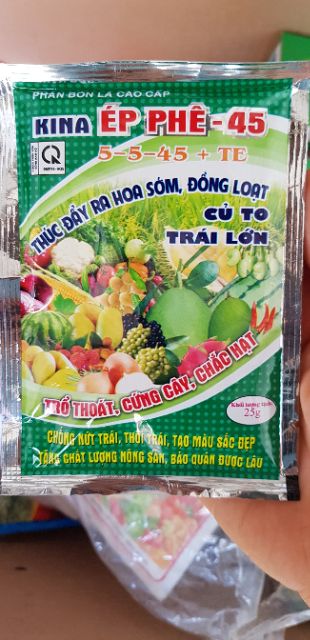 PHÂN BÓN LÁ CAO CẤP
KINA ÉP PHÊ - 45
5-5-45 + TE
THÚC ĐẨY RA HOA SỚM, ĐỒNG LOẠT
CỦ TO
TRÁI LỚN
TRỔ THOÁT, CỨNG CÂY, CHẮC HẠT
Khối lượng tịnh:
25g
CHỐNG NỨT TRÁI, THỐI TRÁI, TẠO MÀU SẮC ĐẸP
TĂNG CHẤT LƯỢNG NÔNG SẢN, BẢO QUẢN ĐƯỢC LÂU